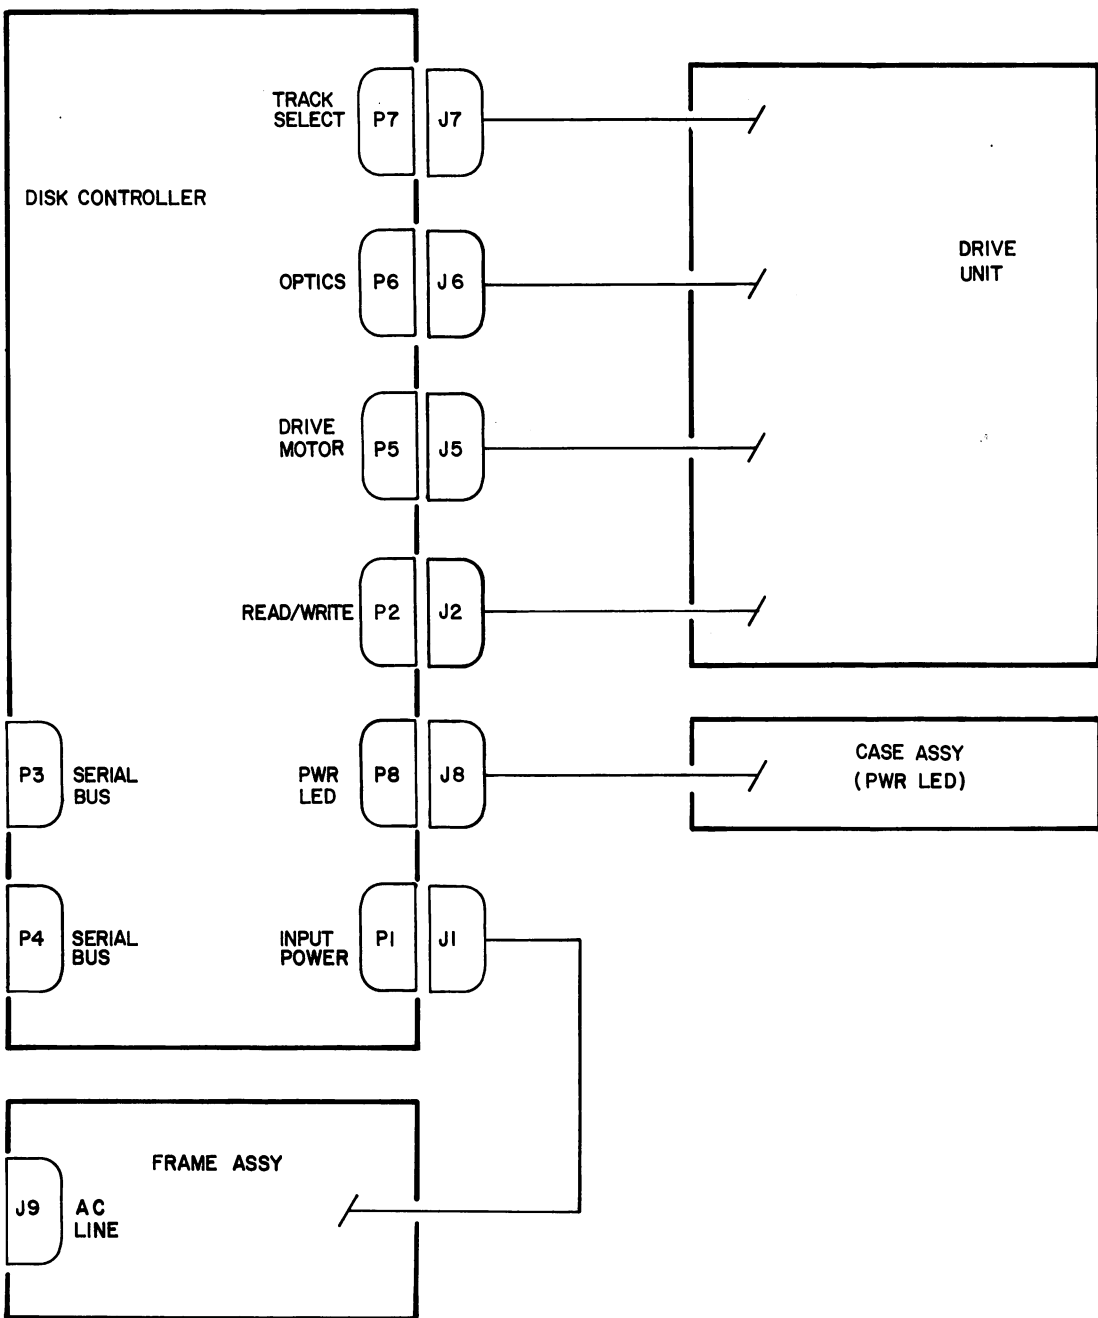 TRACK
SELECT
P7
J7
DISK CONTROLLER
DRIVE
UNIT
OPTICS
P6
J6
DRIVE
MOTOR
P5
J5
READ/WRITE
P2
J2
P3
SERIAL
BUS
PWR
LED
P8
J8
CASE ASSY
(PWR LED)
P4
SERIAL
BUS
INPUT
POWER
P1
J1
FRAME ASSY
J9
AC
LINE